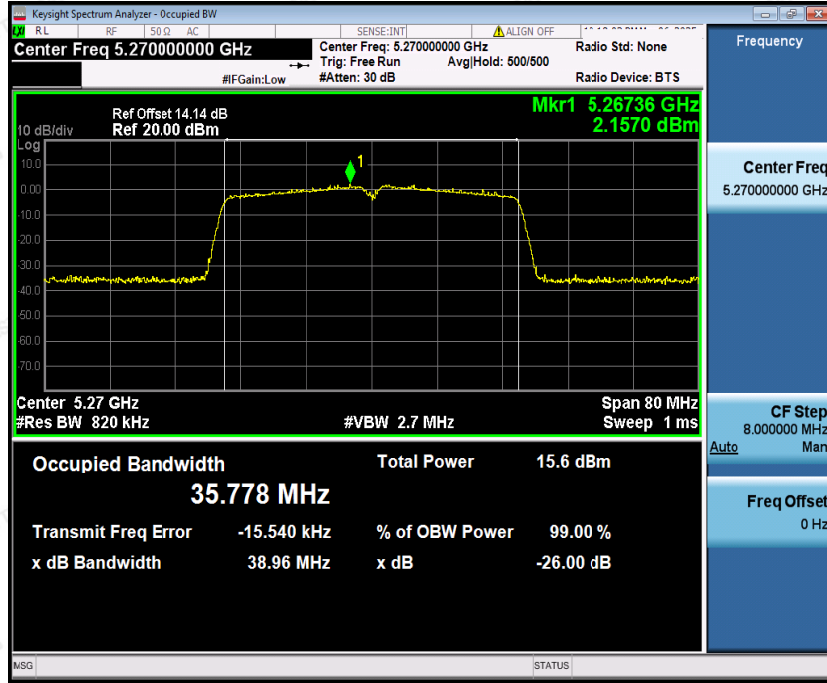 Keysight Spectrum Analyzer - Occupied BW
LXI RL RF 50 Ω AC SENSE:INT ALIGN OFF
Center Freq 5.270000000 GHz
Center Freq: 5.270000000 GHz
Radio Std: None
Trig: Free Run Avg|Hold: 500/500
#IFGain:Low
#Atten: 30 dB
Radio Device: BTS
Ref Offset 14.14 dB
10 dB/div Ref 20.00 dBm
Mkr1 5.26736 GHz
2.1570 dBm
Log
10.0
0.00
-10.0
-20.0
-30.0
-40.0
-50.0
-60.0
-70.0
1
Center 5.27 GHz
Span 80 MHz
#Res BW 820 kHz
#VBW 2.7 MHz
Sweep 1 ms
Occupied Bandwidth
Total Power 15.6 dBm
35.778 MHz
Transmit Freq Error -15.540 kHz
% of OBW Power 99.00 %
x dB Bandwidth 38.96 MHz
x dB -26.00 dB
MSG
STATUS
Frequency
Center Freq
5.270000000 GHz
CF Step
8.000000 MHz
Auto Man
Freq Offset
0 Hz